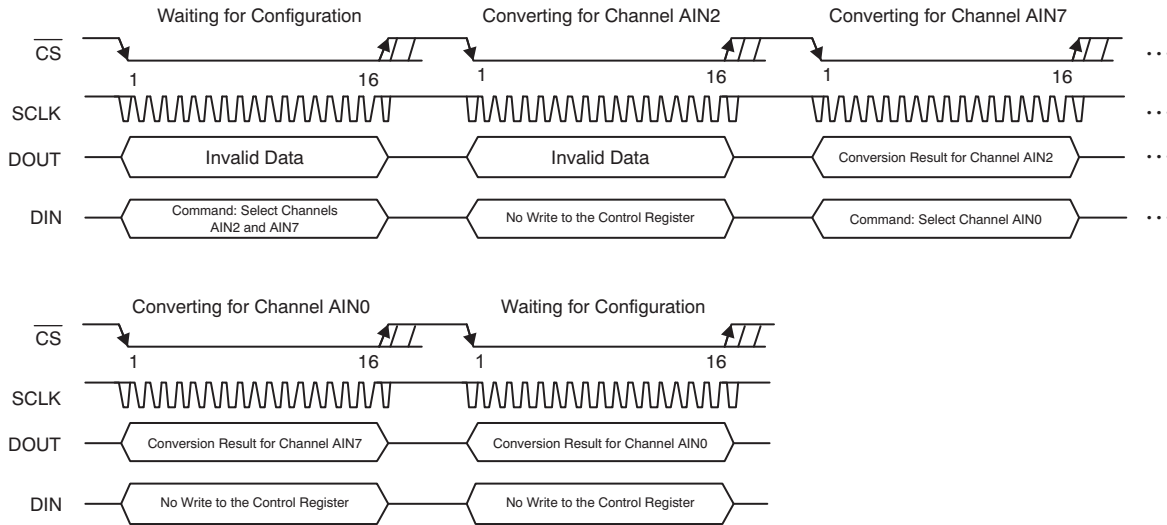 Waiting for Configuration Converting for Channel AIN2 Converting for Channel AIN7
CS ...
1 16 1 16 1 16
SCLK ...
DOUT Invalid Data Invalid Data Conversion Result for Channel AIN2 ...
DIN Command: Select Channels
AIN2 and AIN7 No Write to the Control Register Command: Select Channel AIN0 ...
Converting for Channel AIN0 Waiting for Configuration
CS
1 16 1 16
SCLK
DOUT Conversion Result for Channel AIN7 Conversion Result for Channel AIN0
DIN No Write to the Control Register No Write to the Control Register